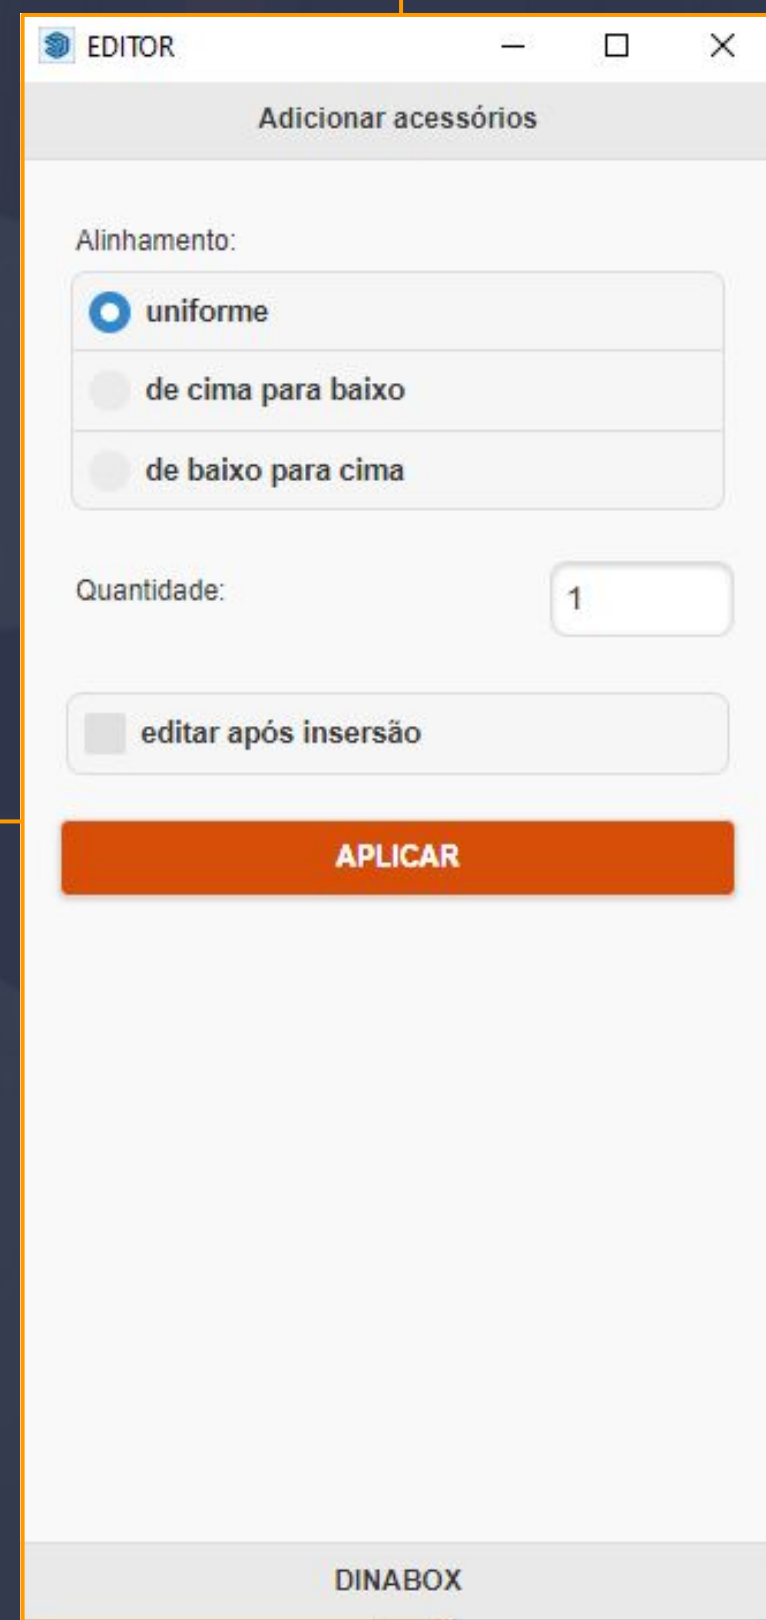 EDITOR
Adicionar acessórios
Alinhamento:
uniforme
de cima para baixo
de baixo para cima
Quantidade:
1
editar após insersão
APLICAR
DINABOX